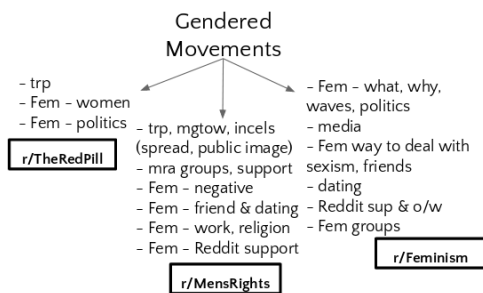 Gendered
Movements
– trp
– Fem – women
– Fem – politics
r/TheRedPill
– trp, mgtow, incels
(spread, public image)
– mra groups, support
– Fem – negative
– Fem – friend & dating
– Fem – work, religion
– Fem – Reddit support
r/MensRights
– Fem – what, why,
waves, politics
– media
– Fem way to deal with
sexism, friends
– dating
– Reddit sup & o/w
– Fem groups
r/Feminism